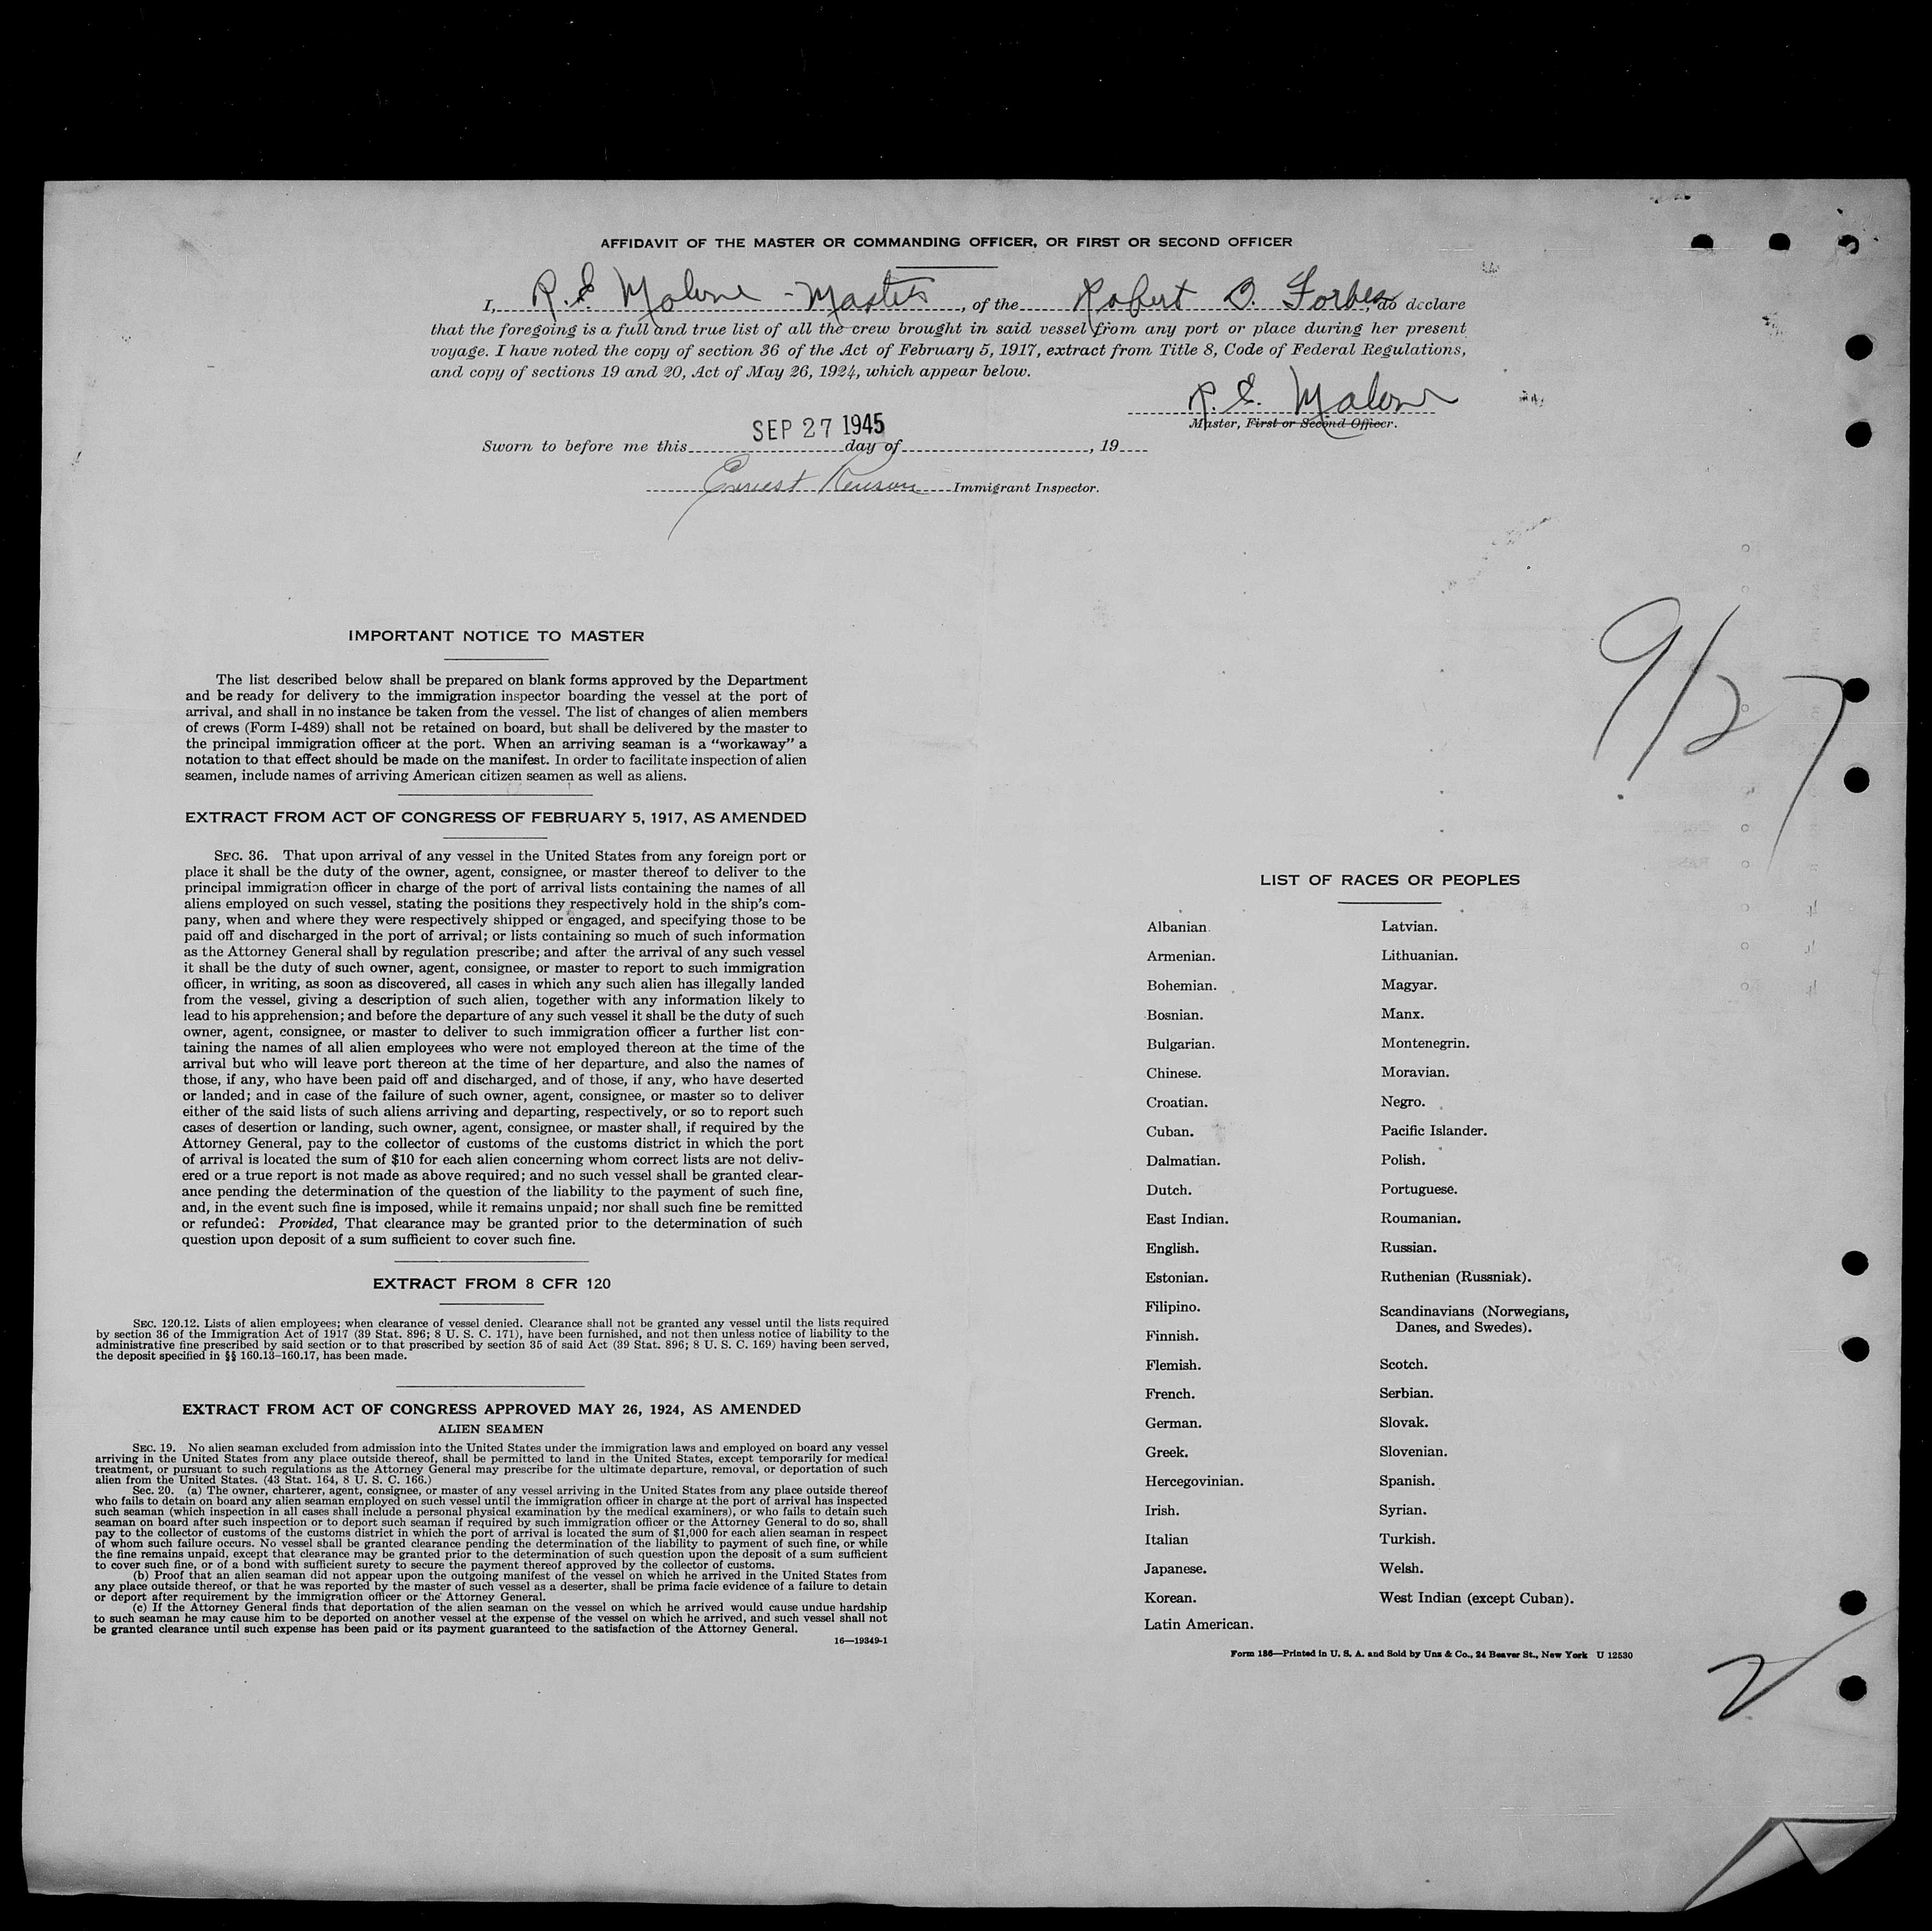 AFFIDAVIT OF THE MASTER OR COMMANDING OFFICER, OR FIRST OR SECOND OFFICER
I, R. E. Malone - Master, of the Robert D. Forbes, do declare
that the foregoing is a full and true list of all the crew brought in said vessel from any port or place during her present
voyage. I have noted the copy of section 36 of the Act of February 5, 1917, extract from Title 8, Code of Federal Regulations,
and copy of sections 19 and 20, Act of May 26, 1924, which appear below.
R. E. Malone
Master, First or Second Officer.
SEP 27 1945
Sworn to before me this day of , 19
Ernest Immigrant Inspector.
9/27
IMPORTANT NOTICE TO MASTER
The list described below shall be prepared on blank forms approved by the Department
and be ready for delivery to the immigration inspector boarding the vessel at the port of
arrival, and shall in no instance be taken from the vessel. The list of changes of alien members
of crews (Form I-489) shall not be retained on board, but shall be delivered by the master to
the principal immigration officer at the port. When an arriving seaman is a “workaway” a
notation to that effect should be made on the manifest. In order to facilitate inspection of alien
seamen, include names of arriving American citizen seamen as well as aliens.
EXTRACT FROM ACT OF CONGRESS OF FEBRUARY 5, 1917, AS AMENDED
SEC. 36. That upon arrival of any vessel in the United States from any foreign port or
place it shall be the duty of the owner, agent, consignee, or master thereof to deliver to the
principal immigration officer in charge of the port of arrival lists containing the names of all
aliens employed on such vessel, stating the positions they respectively hold in the ship's com-
pany, when and where they were respectively shipped or engaged, and specifying those to be
paid off and discharged in the port of arrival; or lists containing so much of such information
as the Attorney General shall by regulation prescribe; and after the arrival of any such vessel
it shall be the duty of such owner, agent, consignee, or master to report to such immigration
officer, in writing, as soon as discovered, all cases in which any such alien has illegally landed
from the vessel, giving a description of such alien, together with any information likely to
lead to his apprehension; and before the departure of any such vessel it shall be the duty of such
owner, agent, consignee, or master to deliver to such immigration officer a further list con-
taining the names of all alien employees who were not employed thereon at the time of the
arrival but who will leave port thereon at the time of her departure, and also the names of
those, if any, who have been paid off and discharged, and of those, if any, who have deserted
or landed; and in case of the failure of such owner, agent, consignee, or master so to deliver
either of the said lists of such aliens arriving and departing, respectively, or so to report such
cases of desertion or landing, such owner, agent, consignee, or master shall, if required by the
Attorney General, pay to the collector of customs of the customs district in which the port
of arrival is located the sum of $10 for each alien concerning whom correct lists are not deliv-
ered or a true report is not made as above required; and no such vessel shall be granted clear-
ance pending the determination of the question of the liability to the payment of such fine,
and, in the event such fine is imposed, while it remains unpaid; nor shall such fine be remitted
or refunded: Provided, That clearance may be granted prior to the determination of such
question upon deposit of a sum sufficient to cover such fine.
EXTRACT FROM 8 CFR 120
SEC. 120.12. Lists of alien employees; when clearance of vessel denied. Clearance shall not be granted any vessel until the lists required
by section 36 of the Immigration Act of 1917 (39 Stat. 896; 8 U. S. C. 171), have been furnished, and not then unless notice of liability to the
administrative fine prescribed by said section or to that prescribed by section 35 of said Act (39 Stat. 896; 8 U. S. C. 169) having been served,
the deposit specified in §§ 160.13–160.17, has been made.
EXTRACT FROM ACT OF CONGRESS APPROVED MAY 26, 1924, AS AMENDED
ALIEN SEAMEN
SEC. 19. No alien seaman excluded from admission into the United States under the immigration laws and employed on board any vessel
arriving in the United States from any place outside thereof, shall be permitted to land in the United States, except temporarily for medical
treatment, or pursuant to such regulations as the Attorney General may prescribe for the ultimate departure, removal, or deportation of such
alien from the United States. (43 Stat. 164, 8 U. S. C. 166.)
Sec. 20. (a) The owner, charterer, agent, consignee, or master of any vessel arriving in the United States from any place outside thereof
who fails to detain on board any alien seaman employed on such vessel until the immigration officer in charge at the port of arrival has inspected
such seaman (which inspection in all cases shall include a personal physical examination by the medical examiners), or who fails to detain such
seaman on board after such inspection or to deport such seaman if required by such immigration officer or the Attorney General to do so, shall
pay to the collector of customs of the customs district in which the port of arrival is located the sum of $1,000 for each alien seaman in respect
of whom such failure occurs. No vessel shall be granted clearance pending the determination of the liability to payment of such fine, or while
the fine remains unpaid, except that clearance may be granted prior to the determination of such question upon the deposit of a sum sufficient
to cover such fine, or of a bond with sufficient surety to secure the payment thereof approved by the collector of customs.
(b) Proof that an alien seaman did not appear upon the outgoing manifest of the vessel on which he arrived in the United States from
any place outside thereof, or that he was reported by the master of such vessel as a deserter, shall be prima facie evidence of a failure to detain
or deport after requirement by the immigration officer or the Attorney General.
(c) If the Attorney General finds that deportation of the alien seaman on the vessel on which he arrived would cause undue hardship
to such seaman he may cause him to be deported on another vessel at the expense of the vessel on which he arrived, and such vessel shall not
be granted clearance until such expense has been paid or its payment guaranteed to the satisfaction of the Attorney General.
16—19349-1
LIST OF RACES OR PEOPLES
Albanian.
Armenian.
Bohemian.
Bosnian.
Bulgarian.
Chinese.
Croatian.
Cuban.
Dalmatian.
Dutch.
East Indian.
English.
Estonian.
Filipino.
Finnish.
Flemish.
French.
German.
Greek.
Hercegovinian.
Irish.
Italian
Japanese.
Korean.
Latin American.
Latvian.
Lithuanian.
Magyar.
Manx.
Montenegrin.
Moravian.
Negro.
Pacific Islander.
Polish.
Portuguese.
Roumanian.
Russian.
Ruthenian (Russniak).
Scandinavians (Norwegians,
Danes, and Swedes).
Scotch.
Serbian.
Slovak.
Slovenian.
Spanish.
Syrian.
Turkish.
Welsh.
West Indian (except Cuban).
Form 186—Printed in U. S. A. and Sold by Unz & Co., 24 Beaver St., New York U 12530
2